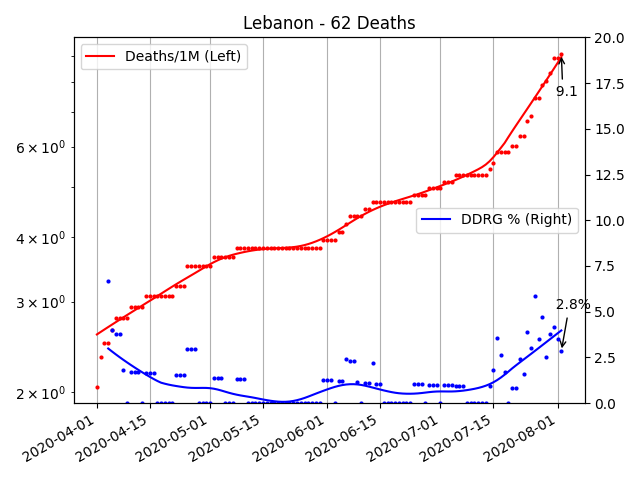 Lebanon - 62 Deaths
Deaths/1M (Left)
DDRG % (Right)
9.1
2.8%
6 × 10⁰
4 × 10⁰
3 × 10⁰
2 × 10⁰
20.0
17.5
15.0
12.5
10.0
7.5
5.0
2.5
0.0
2020-04-01
2020-04-15
2020-05-01
2020-05-15
2020-06-01
2020-06-15
2020-07-01
2020-07-15
2020-08-01